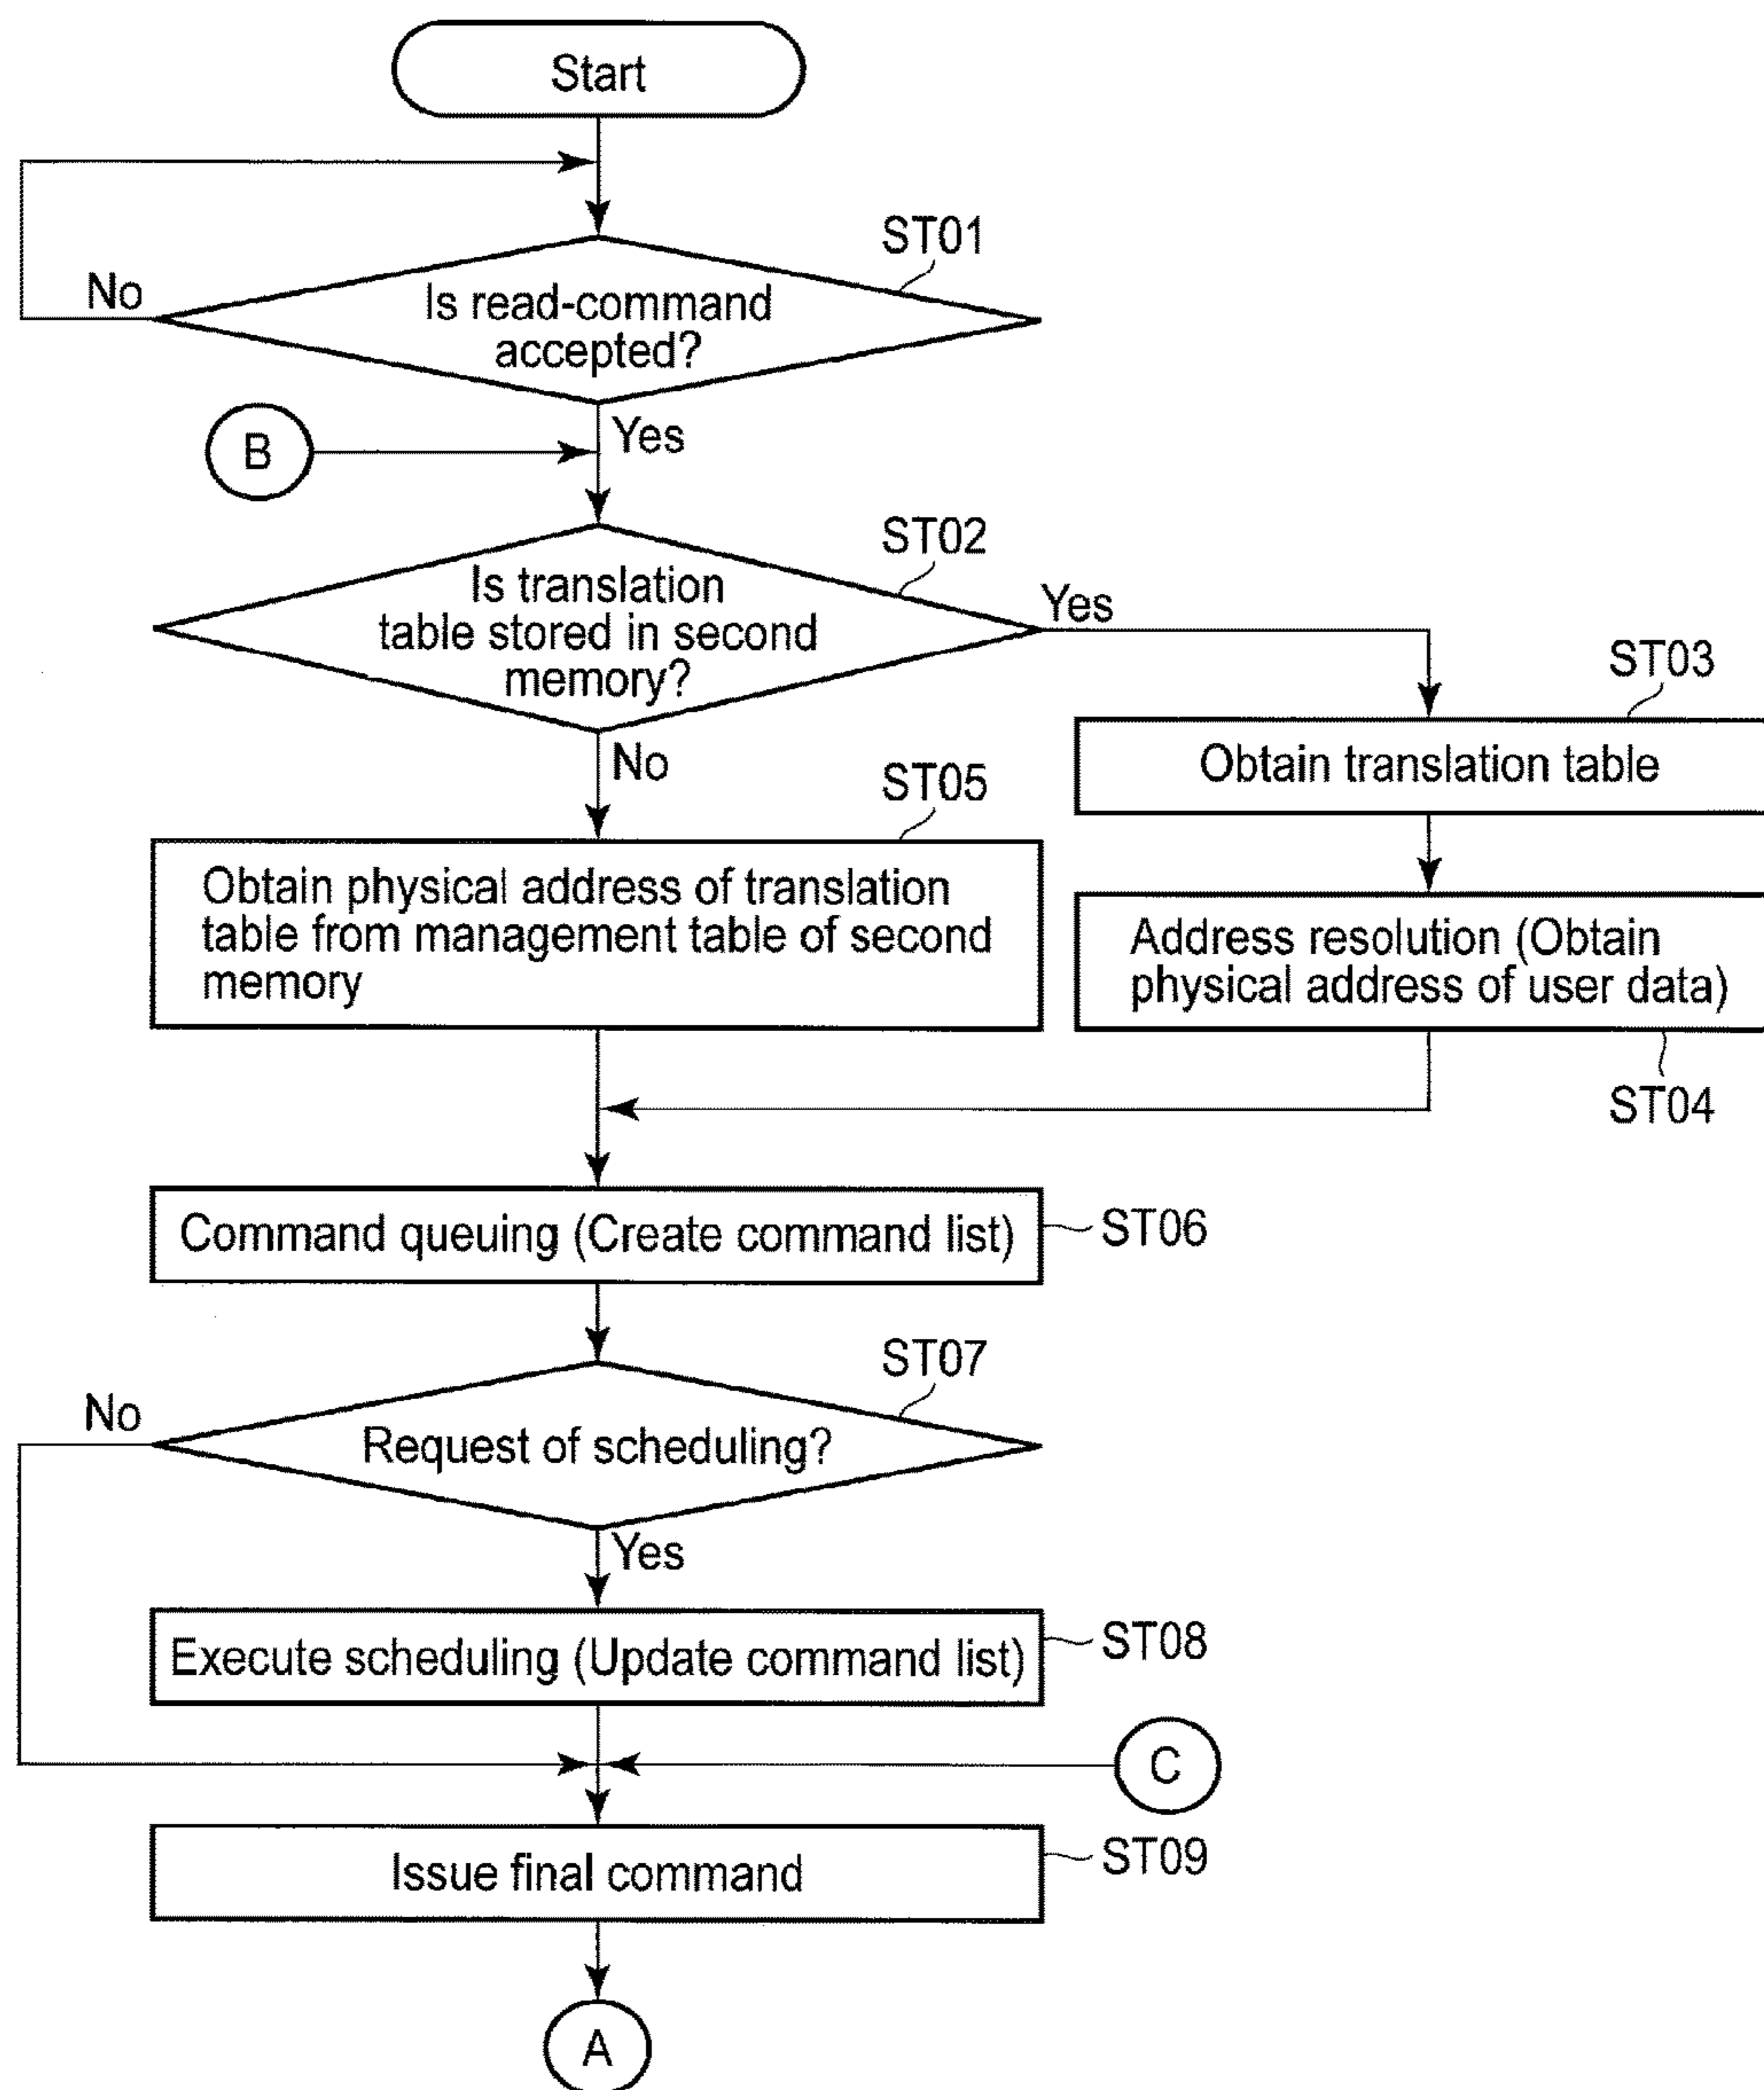 Start
ST01
No
Is read-command
accepted?
B
Yes
ST02
Is translation
table stored in second
memory?
Yes
ST03
No
Obtain translation table
ST05
Obtain physical address of translation
table from management table of second
memory
Address resolution (Obtain
physical address of user data)
ST04
Command queuing (Create command list)
ST06
ST07
No
Request of scheduling?
Yes
Execute scheduling (Update command list)
ST08
C
Issue final command
ST09
A